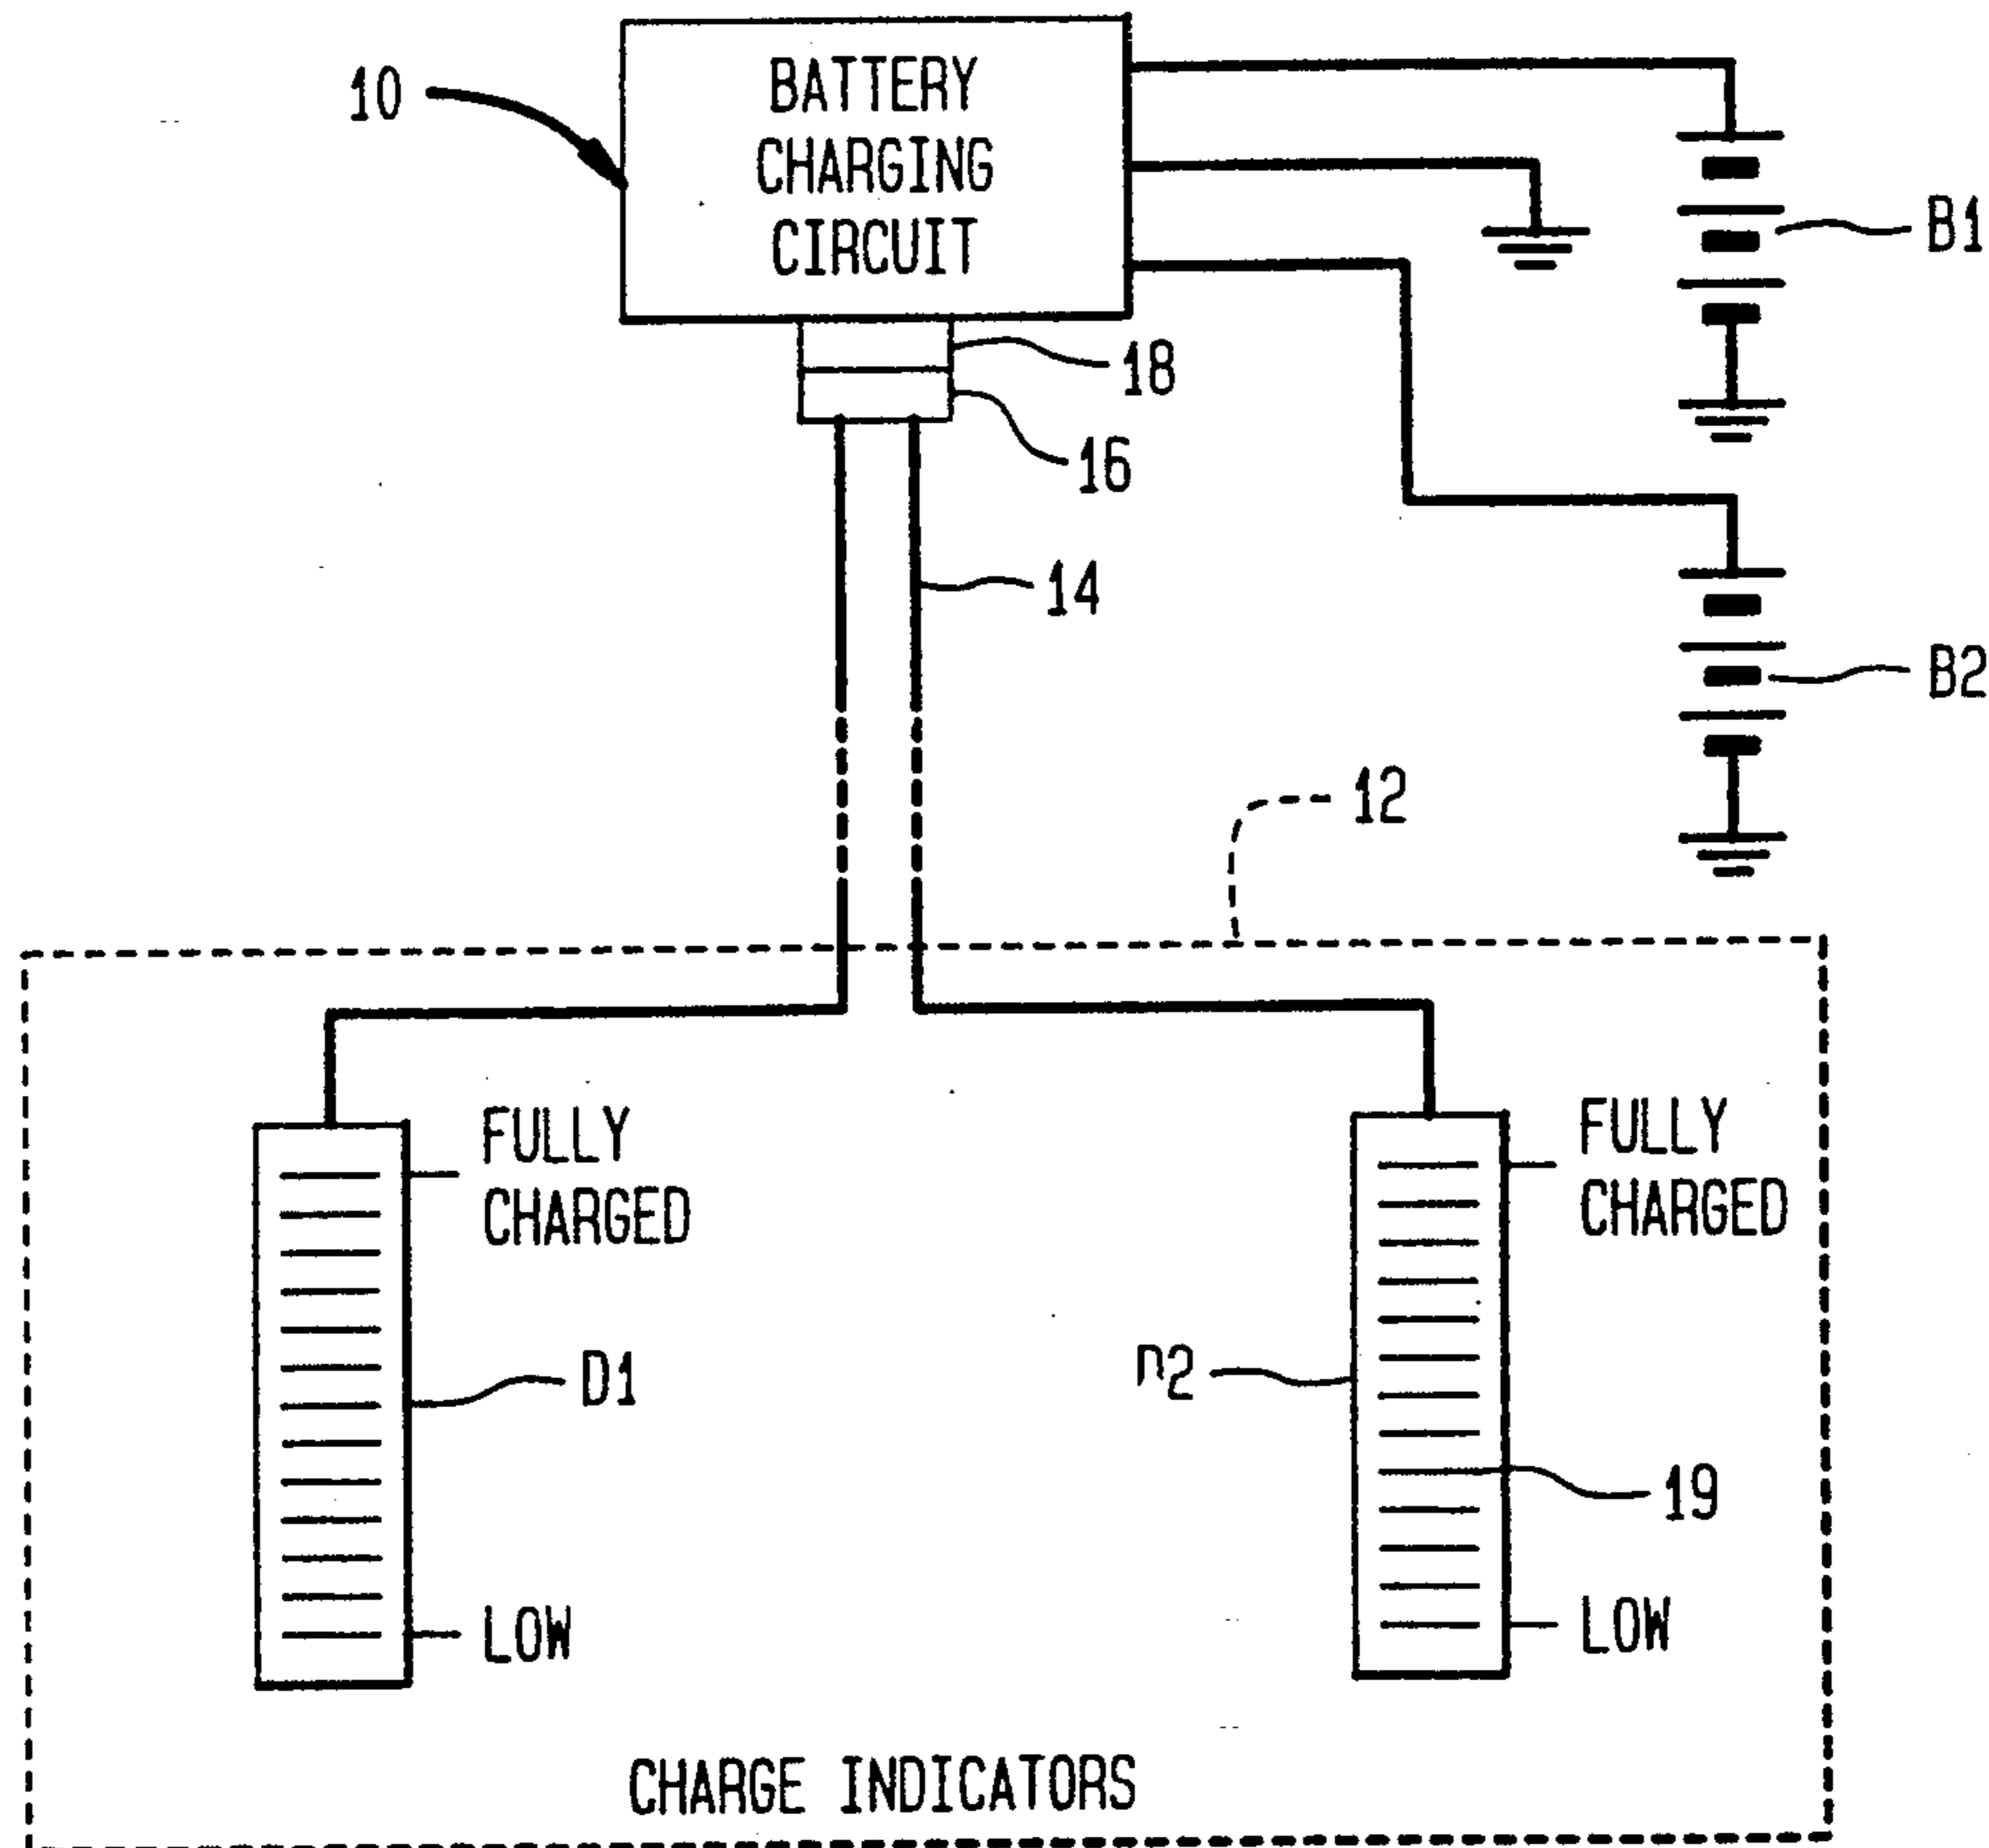 10
BATTERY
CHARGING
CIRCUIT
B1
18
16
14
B2
12
FULLY
CHARGED
FULLY
CHARGED
D1
D2
19
LOW
LOW
CHARGE INDICATORS